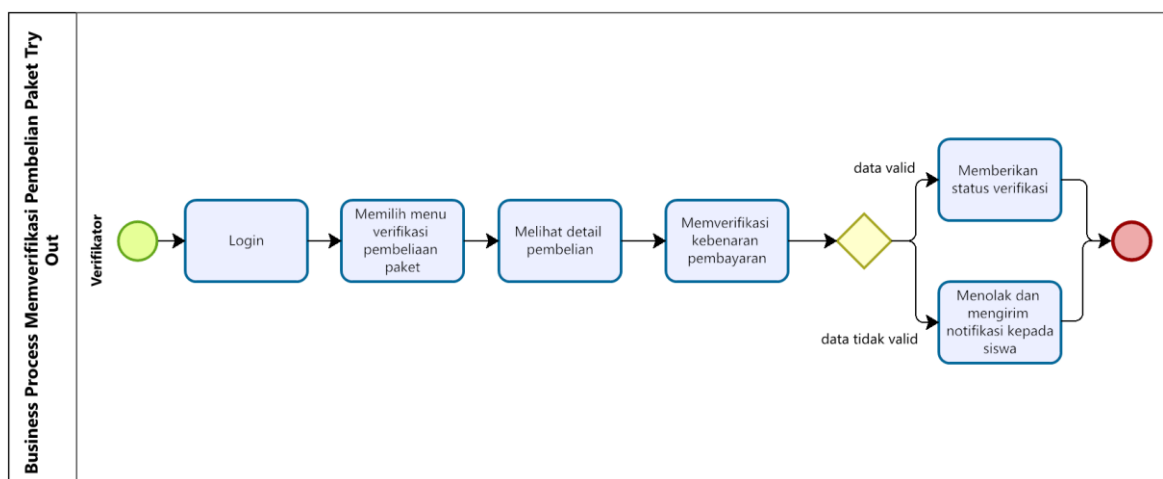 Business Process Memverifikasi Pembelian Paket Try
Out
Verifikator
Login
Memilih menu
verifikasi
pembeliaan
paket
Melihat detail
pembelian
Memverifikasi
kebenaran
pembayaran
data valid
Memberikan
status verifikasi
data tidak valid
Menolak dan
mengirim
notifikasi kepada
siswa